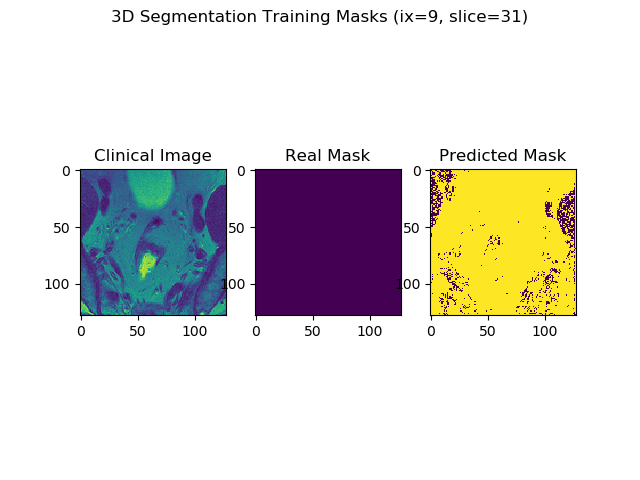 3D Segmentation Training Masks (ix=9, slice=31)
Clinical Image Real Mask Predicted Mask
0 0 0
50 50 50
100 100 100
0 50 100 0 50 100 0 50 100